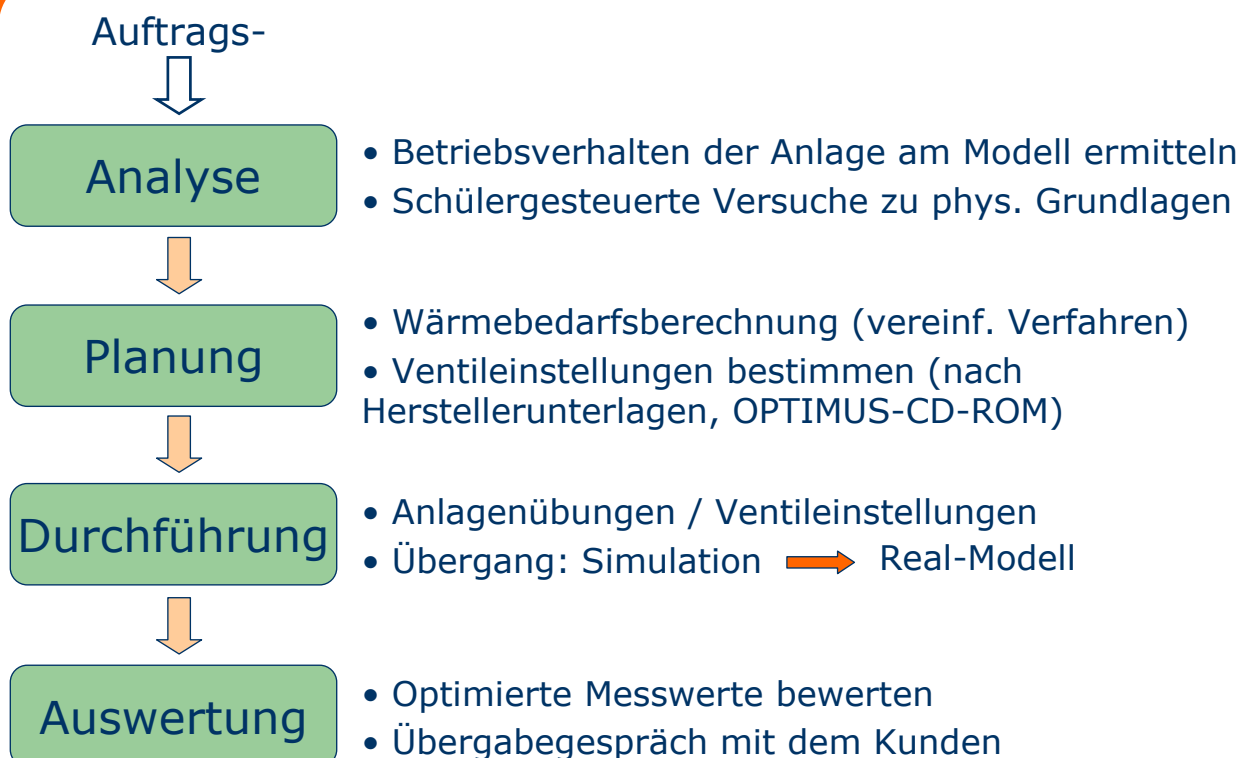 Auftrags-
Analyse
• Betriebsverhalten der Anlage am Modell ermitteln
• Schülergesteuerte Versuche zu phys. Grundlagen
Planung
• Wärmebedarfsberechnung (vereinf. Verfahren)
• Ventileinstellungen bestimmen (nach
Herstellerunterlagen, OPTIMUS-CD-ROM)
Durchführung
• Anlagenübungen / Ventileinstellungen
• Übergang: Simulation Real-Modell
Auswertung
• Optimierte Messwerte bewerten
• Übergabegespräch mit dem Kunden